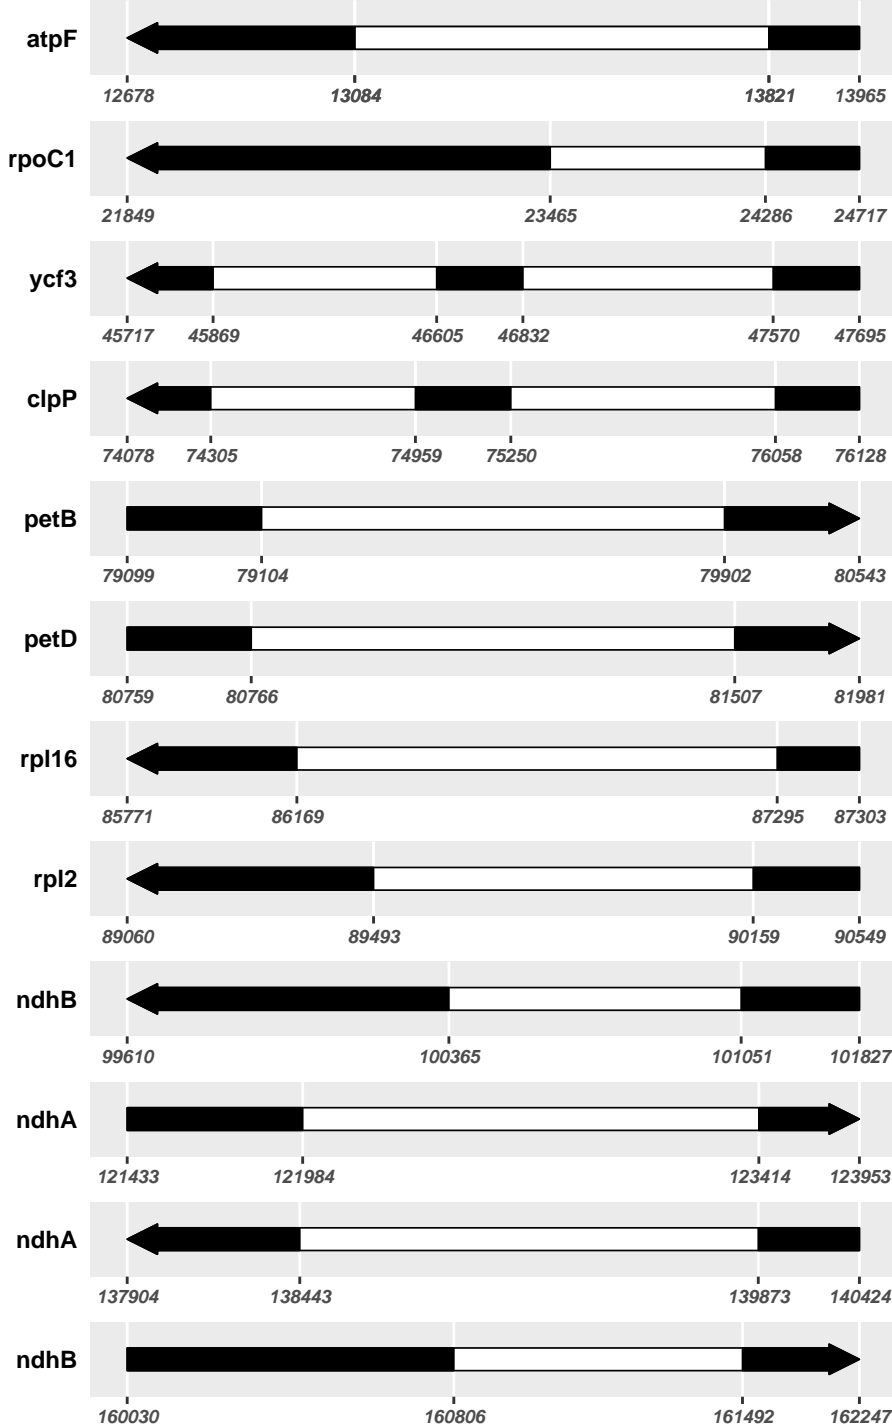 atpF
12678 13084 13821 13965
rpoC1
21849 23465 24286 24717
ycf3
45717 45869 46605 46832 47570 47695
clpP
74078 74305 74959 75250 76058 76128
petB
79099 79104 79902 80543
petD
80759 80766 81507 81981
rpl16
85771 86169 87295 87303
rpl2
89060 89493 90159 90549
ndhB
99610 100365 101051 101827
ndhA
121433 121984 123414 123953
ndhA
137904 138443 139873 140424
ndhB
160030 160806 161492 162247